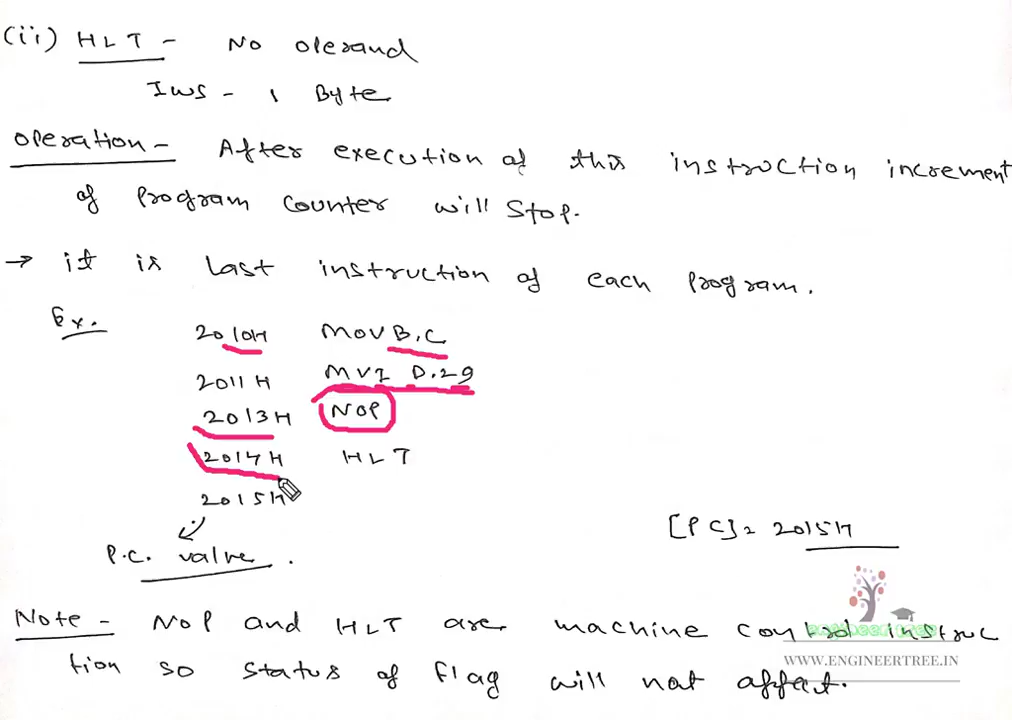 (ii) HLT - No operand
IWS - 1 Byte
Operation - After execution of this instruction increment
of Program Counter will Stop.
→ it is last instruction of each Program.
Ex.
2010H MOV B,C
2011H MVI D,29
2013H NOP
2014H HLT
2015H
P.C. value.
[PC]= 2015H
Note - NOP and HLT are machine control instruc
tion so status of flag will not affect.
WWW.ENGINEERTREE.IN